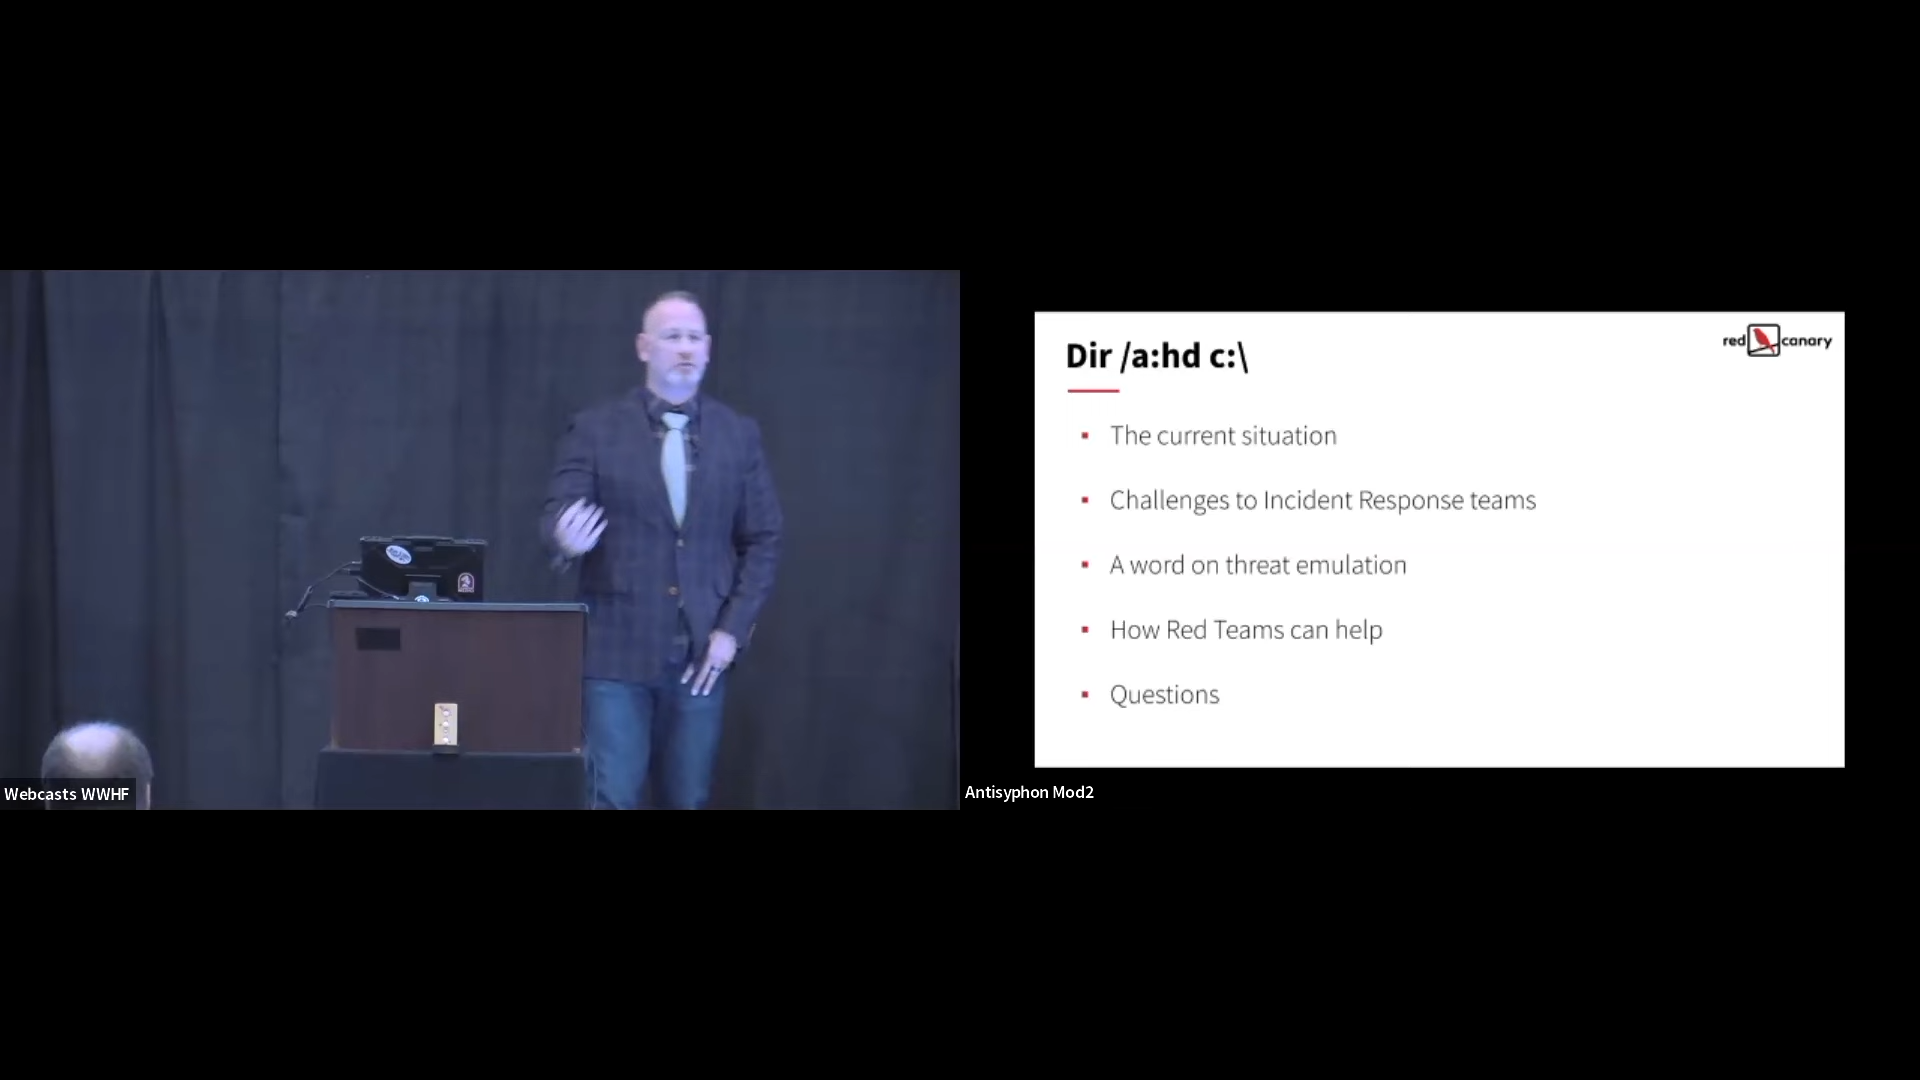 Webcasts WWHF
Dir /a:hd c:\
red canary
The current situation
Challenges to Incident Response teams
A word on threat emulation
How Red Teams can help
Questions
Antisyphon Mod2